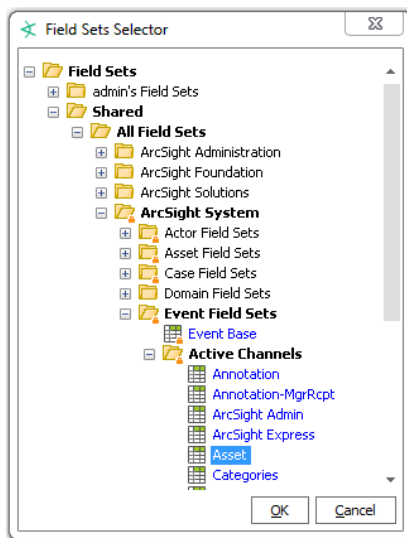 Field Sets Selector
Field Sets
admin's Field Sets
Shared
All Field Sets
ArcSight Administration
ArcSight Foundation
ArcSight Solutions
ArcSight System
Actor Field Sets
Asset Field Sets
Case Field Sets
Domain Field Sets
Event Field Sets
Event Base
Active Channels
Annotation
Annotation-MgrRcpt
ArcSight Admin
ArcSight Express
Asset
Categories
OK Cancel